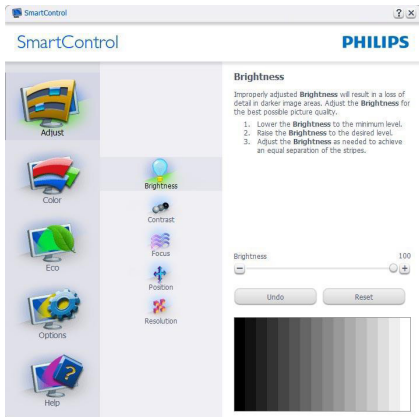 SmartControl
SmartControl
PHILIPS
Adjust
Color
Eco
Options
Help
Brightness
Contrast
Focus
Position
Resolution
Brightness
Improperly adjusted Brightness will result in a loss of
detail in darker image areas. Adjust the Brightness for
the best possible picture quality.
1. Lower the Brightness to the minimum level.
2. Raise the Brightness to the desired level.
3. Adjust the Brightness as needed to achieve
an equal separation of the stripes.
Brightness 100
Undo Reset